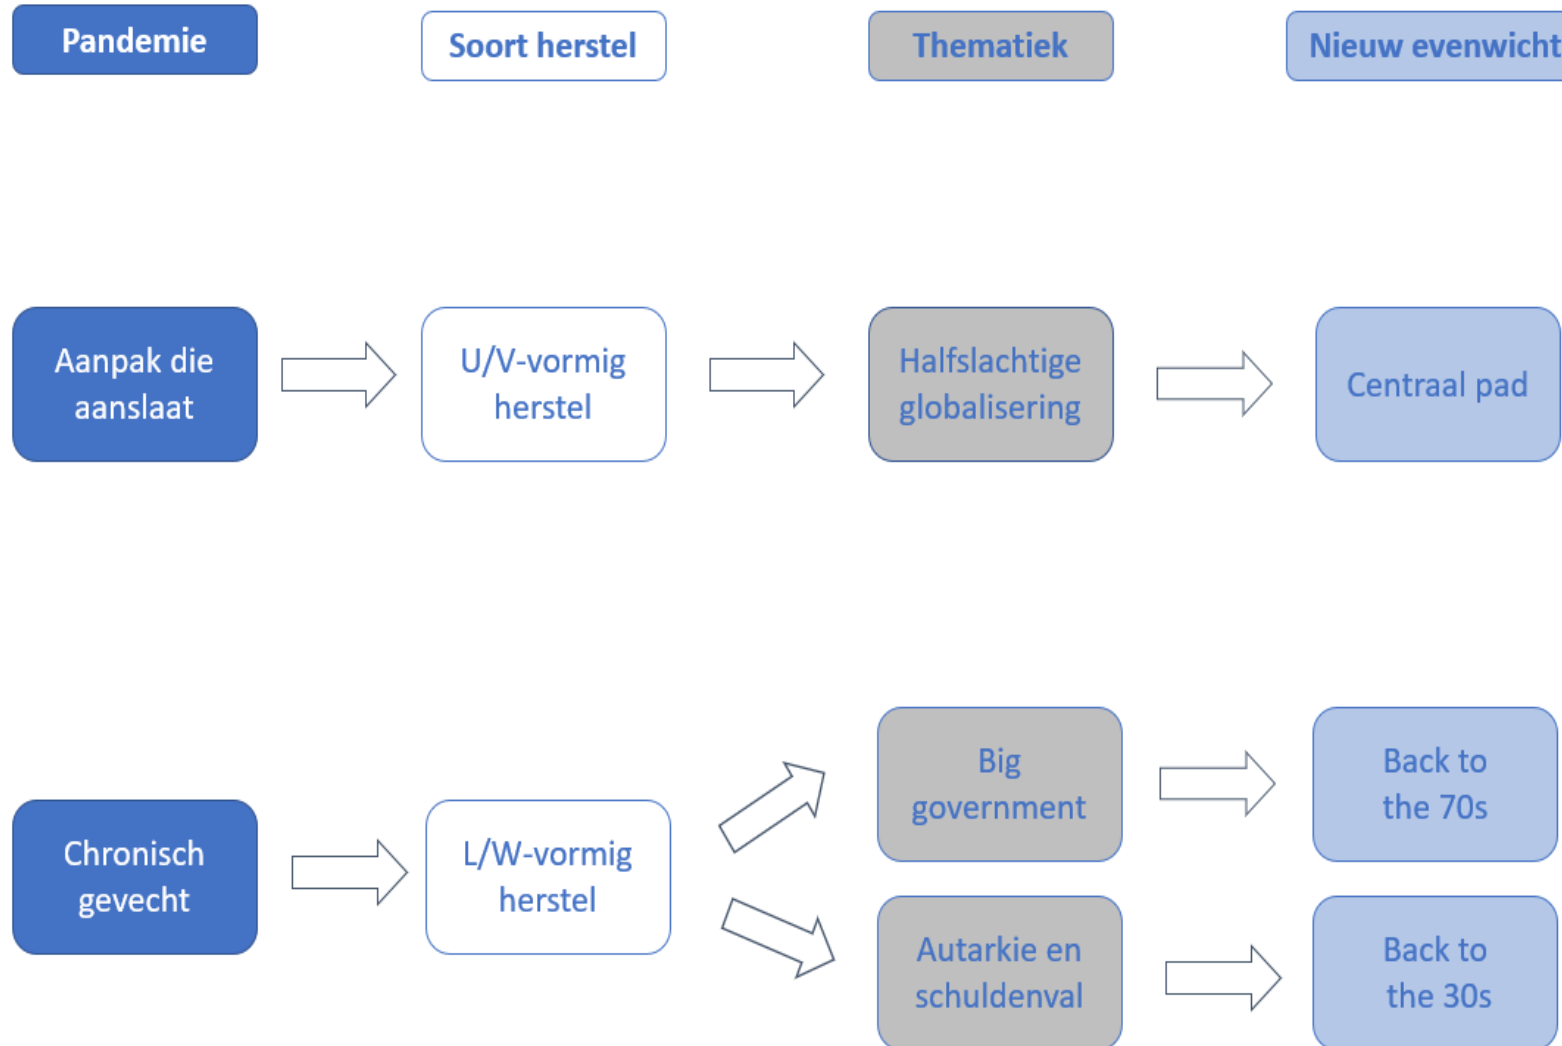 Pandemie
Soort herstel
Thematiek
Nieuw evenwicht
Aanpak die
aanslaat
U/V-vormig
herstel
Halfslachtige
globalisering
Centraal pad
Big
government
Back to
the 70s
Chronisch
gevecht
L/W-vormig
herstel
Autarkie en
schuldenval
Back to
the 30s